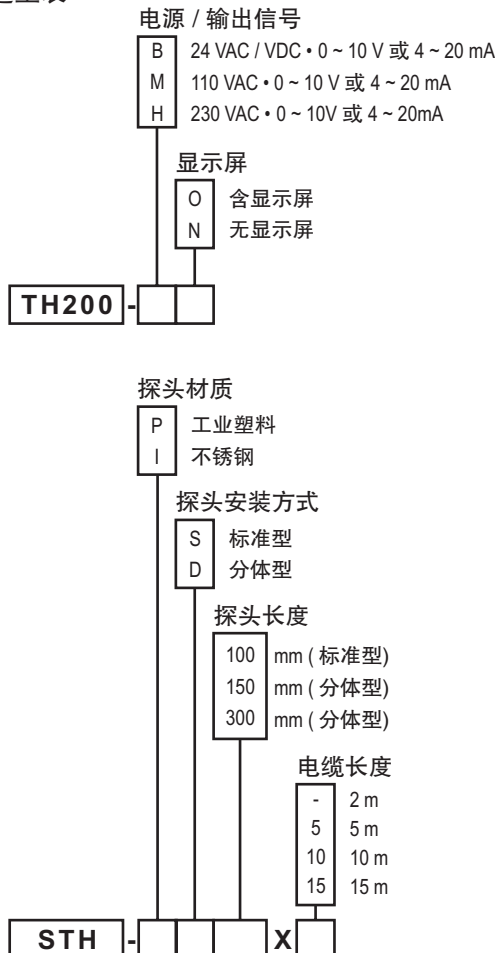 电源 / 输出信号
B 24 VAC / VDC • 0 ~ 10 V 或 4 ~ 20 mA
M 110 VAC • 0 ~ 10 V 或 4 ~ 20 mA
H 230 VAC • 0 ~ 10V 或 4 ~ 20mA
显示屏
O 含显示屏
N 无显示屏
TH200 -
探头材质
P 工业塑料
I 不锈钢
探头安装方式
S 标准型
D 分体型
探头长度
100 mm ( 标准型)
150 mm ( 分体型)
300 mm ( 分体型)
电缆长度
- 2 m
5 5 m
10 10 m
15 15 m
STH - X